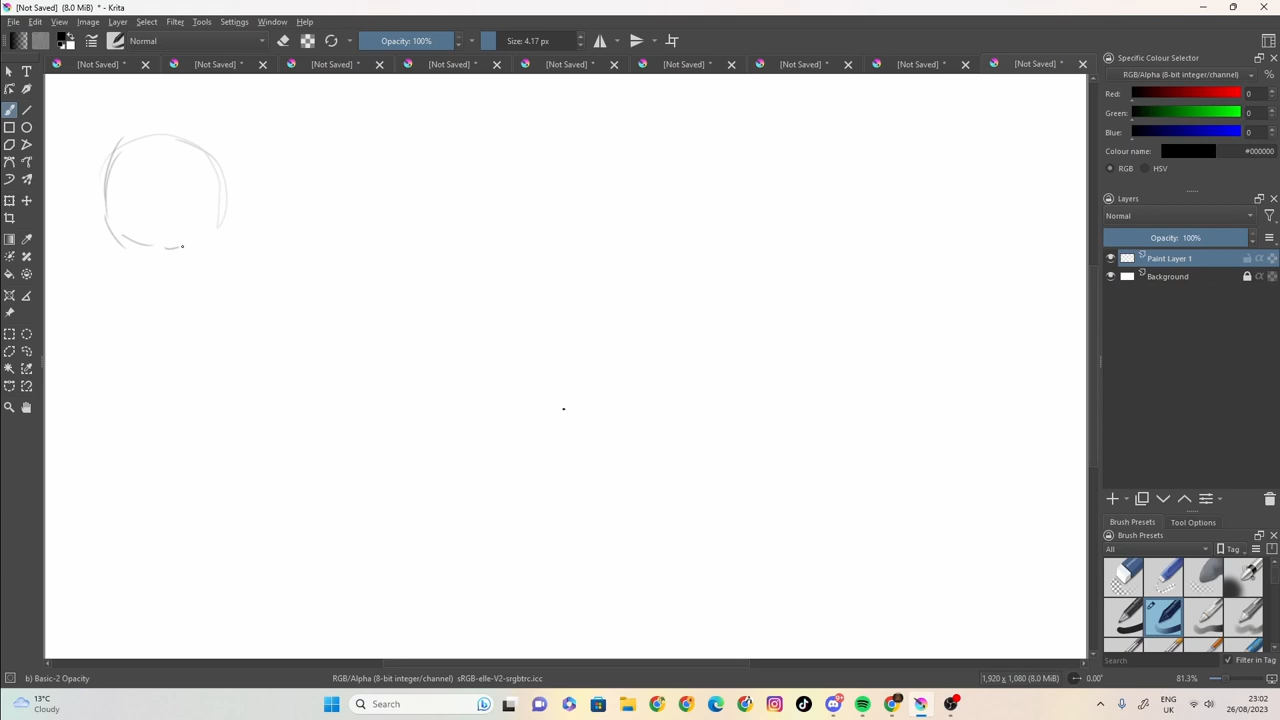 [Not Saved] (8.0 MiB) * - Krita
File Edit View Image Layer Select Filter Tools Settings Window Help
Normal Opacity: 100% Size: 4.17 px
[Not Saved] * [Not Saved] * [Not Saved] * [Not Saved] * [Not Saved] * [Not Saved] * [Not Saved] * [Not Saved] * [Not Saved] *
Specific Colour Selector
RGB/Alpha (8-bit integer/channel) %
Red: 0
Green: 0
Blue: 0
Colour name: #000000
RGB HSV
Layers
Normal
Opacity: 100%
Paint Layer 1
Background
Brush Presets Tool Options
Brush Presets
All Tag
Search Filter in Tag
b) Basic-2 Opacity RGB/Alpha (8-bit integer/channel) sRGB-elle-V2-srgbtrc.icc 1,920 x 1,080 (8.0 MiB) 0.00° 81.3%
13°C
Cloudy
Search
ENG
UK
23:02
26/08/2023